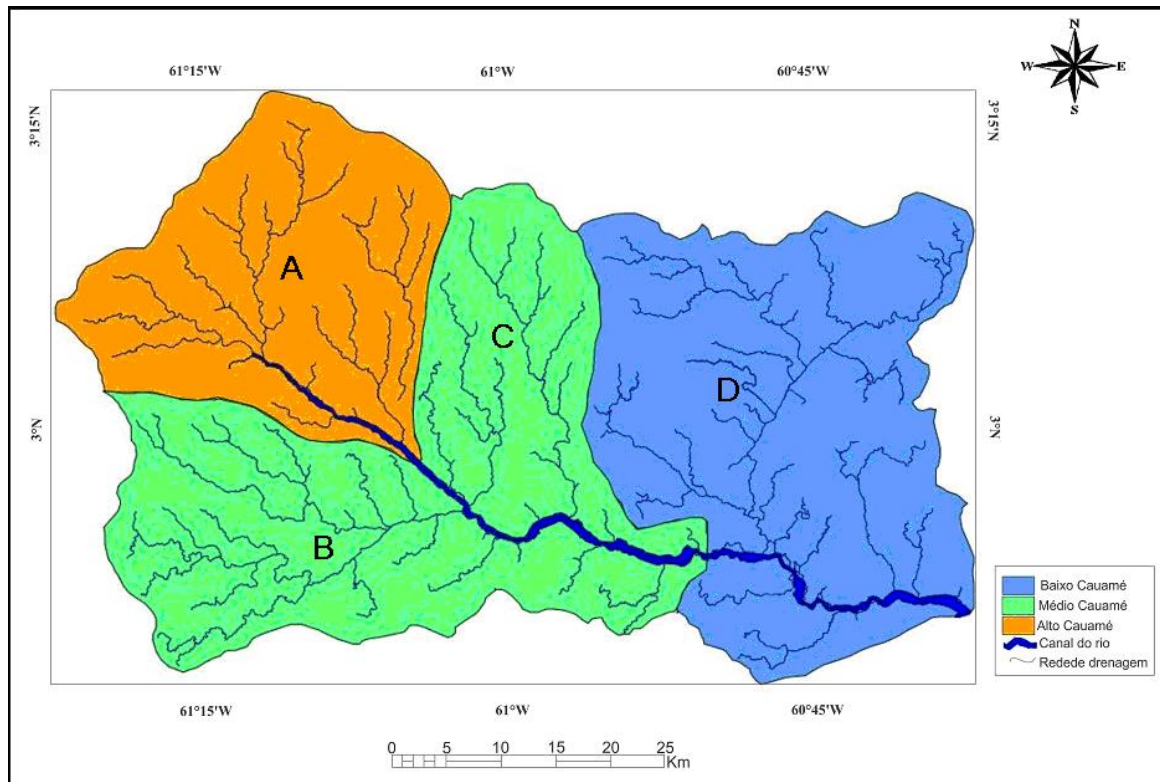 N
W E
S
61°15'W 61°W 60°45'W
3°15'N 3°15'N
A
C
D
3°N 3°N
B
Baixo Cauamé
Médio Cauamé
Alto Cauamé
Canal do rio
Redede drenagem
61°15'W 61°W 60°45'W
0 5 10 15 20 25
Km